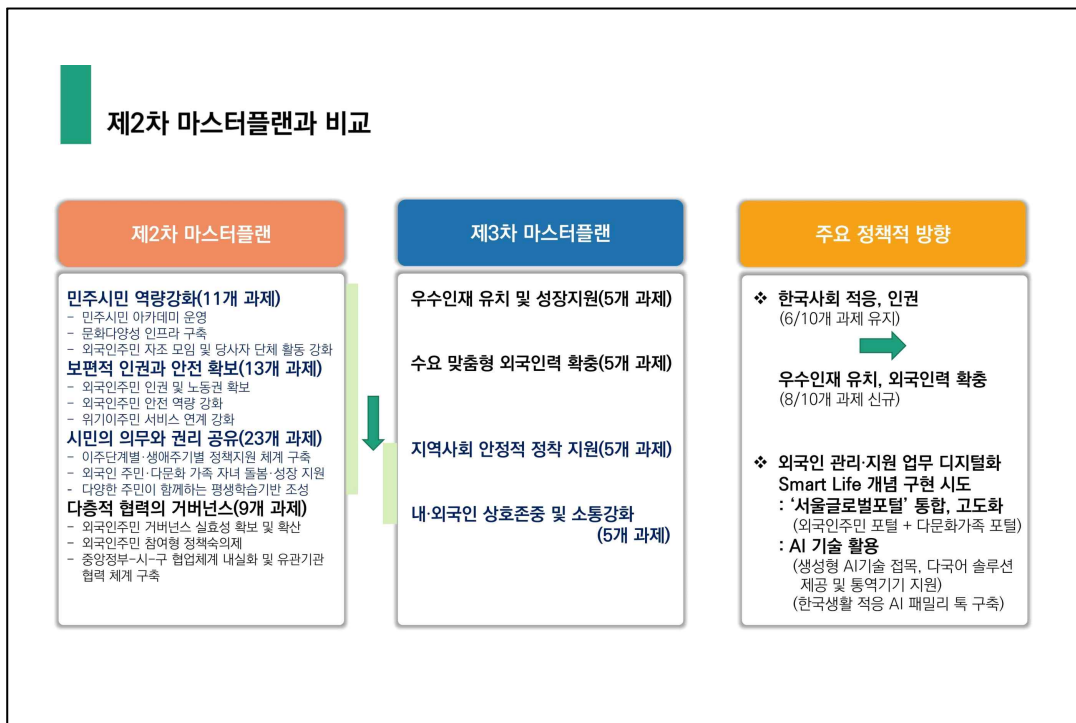 제2차 마스터플랜과 비교
제2차 마스터플랜
민주시민 역량강화(11개 과제)
- 민주시민 아카데미 운영
- 문화다양성 인프라 구축
- 외국인주민 자조 모임 및 당사자 단체 활동 강화
보편적 인권과 안전 확보(13개 과제)
- 외국인주민 인권 및 노동권 확보
- 외국인주민 안전 역량 강화
- 위기이주민 서비스 연계 강화
시민의 의무와 권리 공유(23개 과제)
- 이주단계별·생애주기별 정책지원 체계 구축
- 외국인 주민·다문화 가족 자녀 돌봄·성장 지원
- 다양한 주민이 함께하는 평생학습기반 조성
다층적 협력의 거버넌스(9개 과제)
- 외국인주민 거버넌스 실효성 확보 및 확산
- 외국인주민 참여형 정책숙의제
- 중앙정부-시-구 협업체계 내실화 및 유관기관
협력 체계 구축
제3차 마스터플랜
우수인재 유치 및 성장지원(5개 과제)
수요 맞춤형 외국인력 확충(5개 과제)
지역사회 안정적 정착 지원(5개 과제)
내·외국인 상호존중 및 소통강화
(5개 과제)
주요 정책적 방향
❖ 한국사회 적응, 인권
(6/10개 과제 유지)
우수인재 유치, 외국인력 확충
(8/10개 과제 신규)
❖ 외국인 관리·지원 업무 디지털화
Smart Life 개념 구현 시도
: ‘서울글로벌포털’ 통합, 고도화
(외국인주민 포털 + 다문화가족 포털)
: AI 기술 활용
(생성형 AI기술 접목, 다국어 솔루션
제공 및 통역기기 지원)
(한국생활 적응 AI 패밀리 톡 구축)